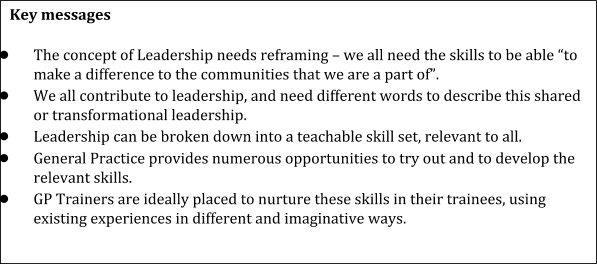 Key messages
● The concept of Leadership needs reframing – we all need the skills to be able “to
make a difference to the communities that we are a part of”.
● We all contribute to leadership, and need different words to describe this shared
or transformational leadership.
● Leadership can be broken down into a teachable skill set, relevant to all.
● General Practice provides numerous opportunities to try out and to develop the
relevant skills.
● GP Trainers are ideally placed to nurture these skills in their trainees, using
existing experiences in different and imaginative ways.